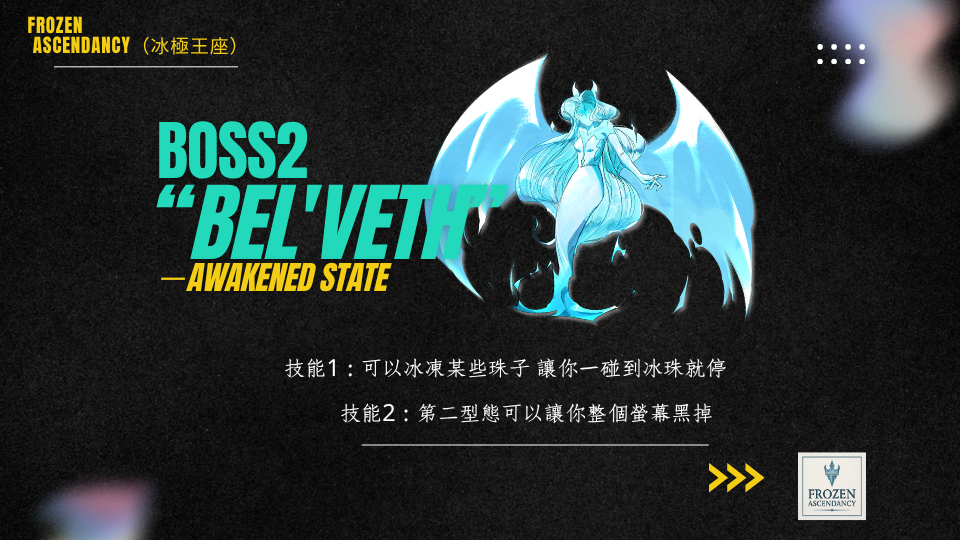 FROZEN
ASCENDANCY（冰極王座）
BOSS2
“BEL'VETH”
—AWAKENED STATE
技能1：可以冰凍某些珠子 讓你一碰到冰珠就停
技能2：第二型態可以讓你整個螢幕黑掉
FROZEN
ASCENDANCY